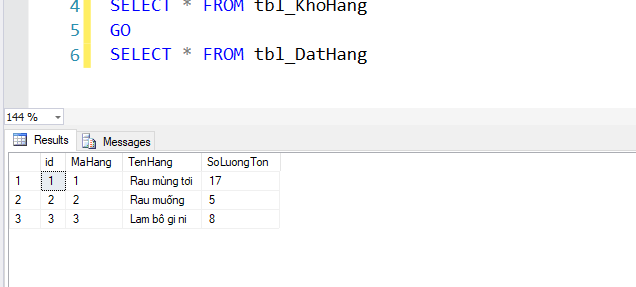 4 SELECT * FROM tbl_KhoHang
5 GO
6 SELECT * FROM tbl_DatHang
144 %
Results Messages
id MaHang TenHang SoLuongTon
1 1 1 Rau mùng tơi 17
2 2 2 Rau muống 5
3 3 3 Lam bô gi ni 8